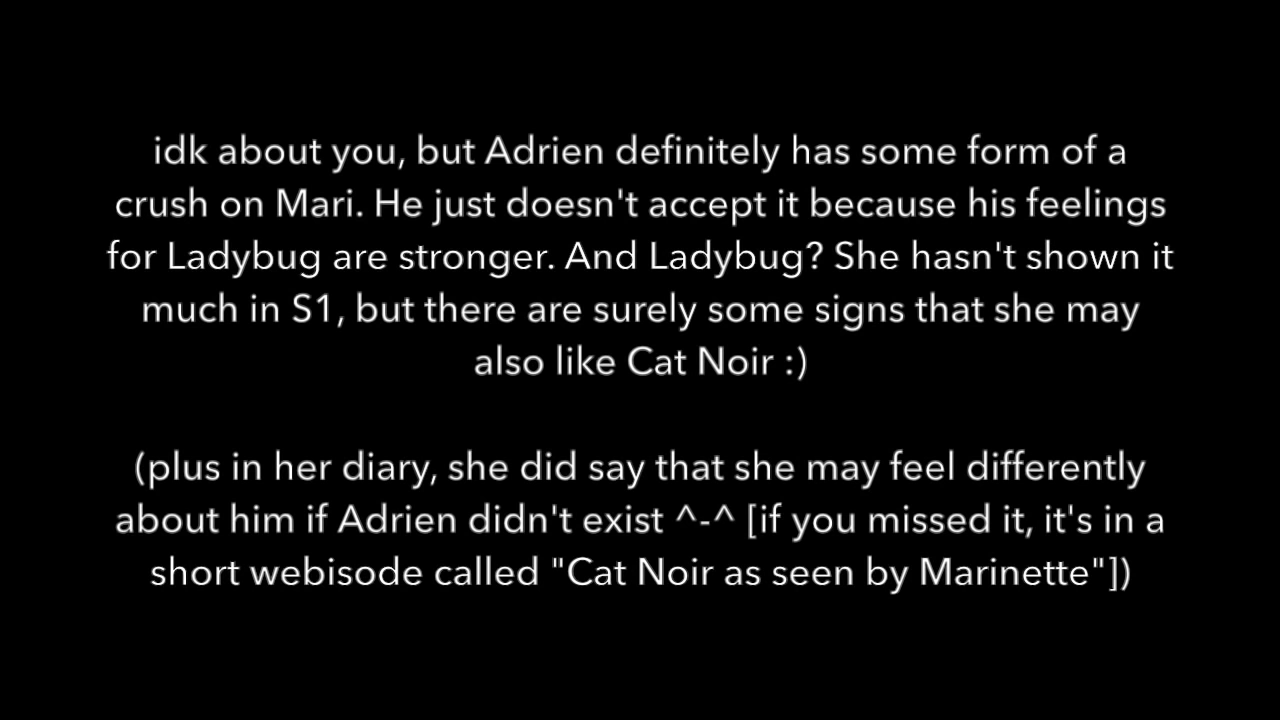 idk about you, but Adrien definitely has some form of a
crush on Mari. He just doesn't accept it because his feelings
for Ladybug are stronger. And Ladybug? She hasn't shown it
much in S1, but there are surely some signs that she may
also like Cat Noir :)
(plus in her diary, she did say that she may feel differently
about him if Adrien didn't exist ^-^ [if you missed it, it's in a
short webisode called "Cat Noir as seen by Marinette"])